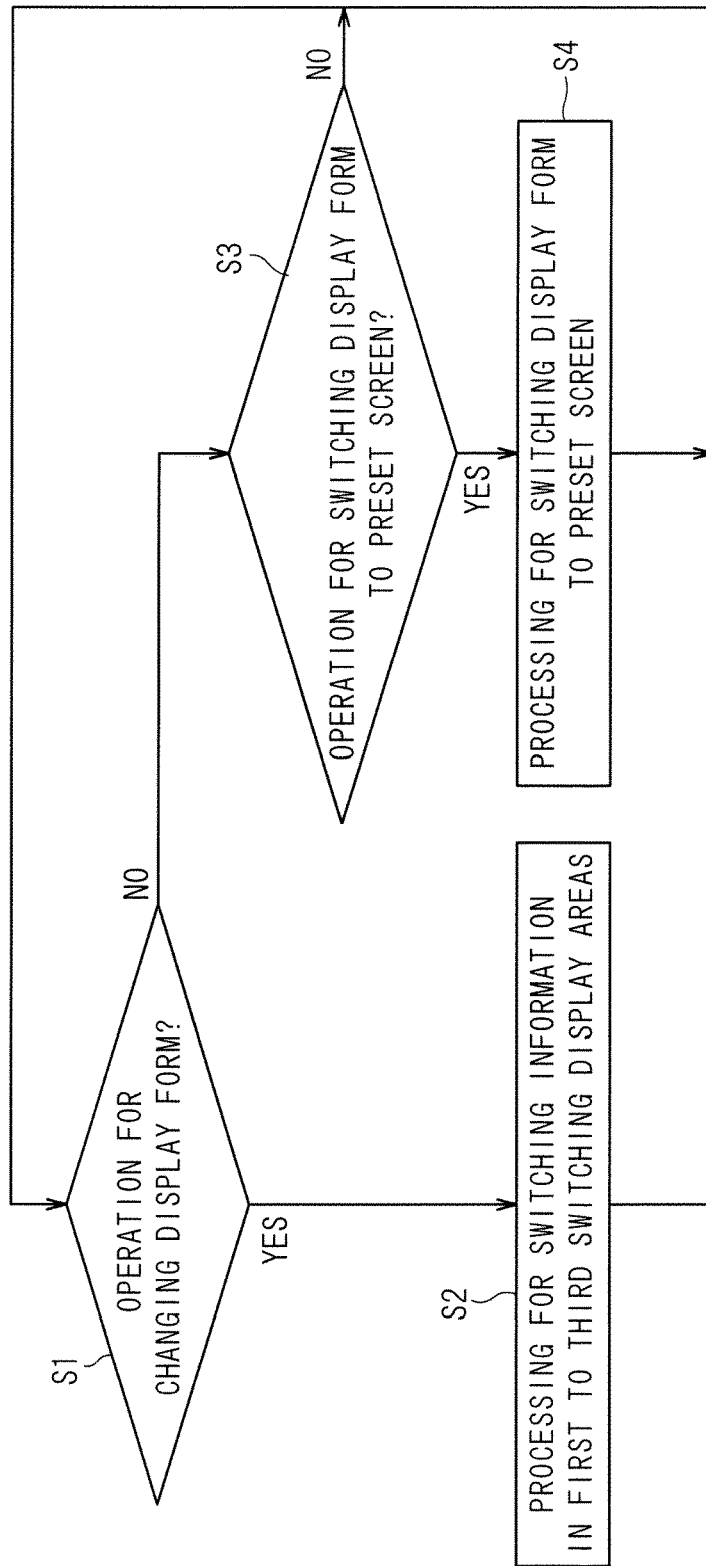 S1
OPERATION FOR
CHANGING DISPLAY FORM?
NO
YES
S2
PROCESSING FOR SWITCHING INFORMATION
IN FIRST TO THIRD SWITCHING DISPLAY AREAS
S3
OPERATION FOR SWITCHING DISPLAY FORM
TO PRESET SCREEN?
NO
YES
S4
PROCESSING FOR SWITCHING DISPLAY FORM
TO PRESET SCREEN